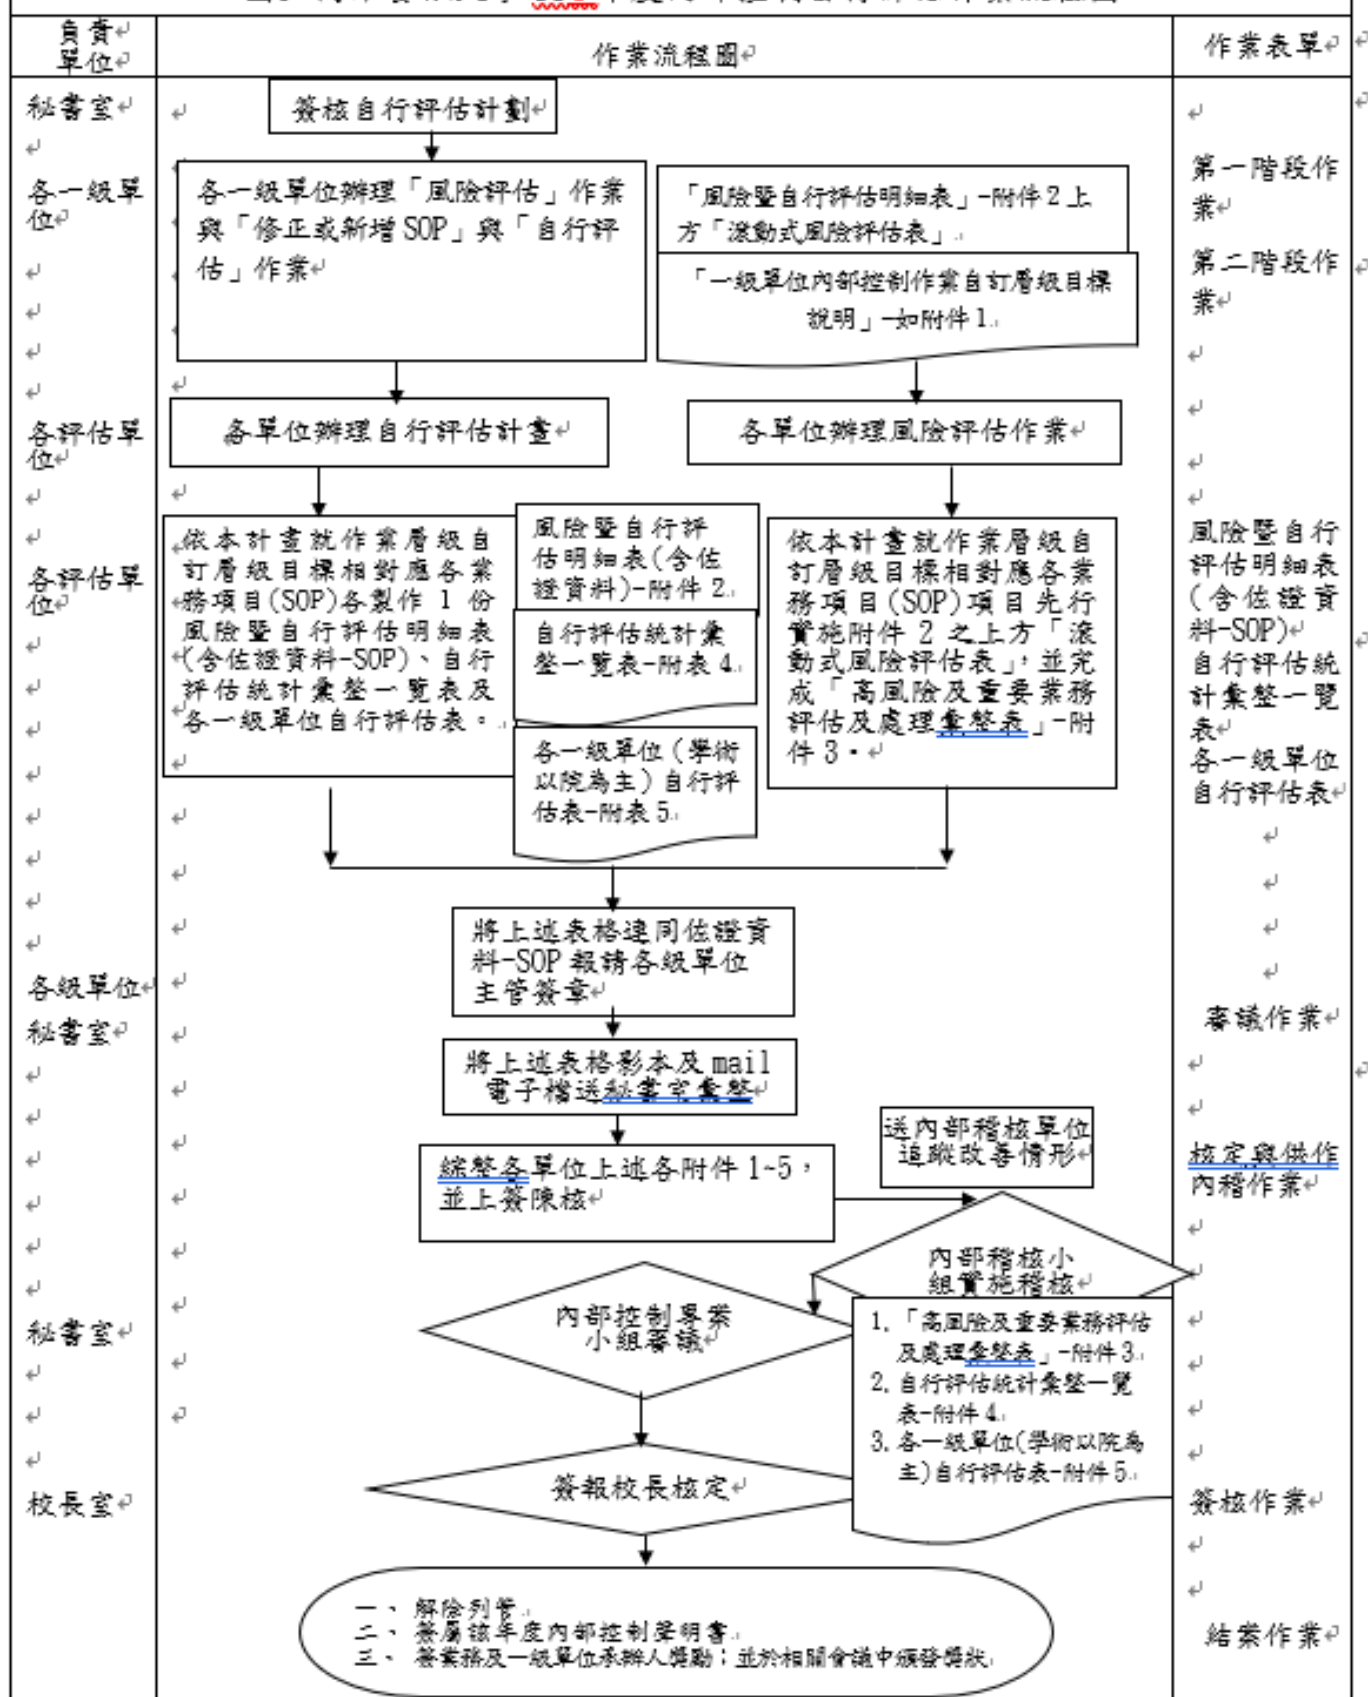 負責
單位
作業流程圖
作業表單
秘書室
簽核自行評估計劃
各一級單
位
各一級單位辦理「風險評估」作業
與「修正或新增 SOP」與「自行評
估」作業
「風險暨自行評估明細表」-附件 2 上
方「滾動式風險評估表」
「一級單位內部控制作業自訂層級目標
說明」-如附件 1
第一階段作
業
第二階段作
業
各評估單
位
各單位辦理自行評估計畫
各單位辦理風險評估作業
各評估單
位
依本計畫就作業層級自
訂層級目標相對應各業
務項目(SOP)各製作 1 份
風險暨自行評估明細表
(含佐證資料-SOP)、自行
評估統計彙整一覽表及
各一級單位自行評估表。
風險暨自行評
估明細表(含佐
證資料)-附件 2
自行評估統計彙
整一覽表-附表 4
各一級單位（學術
以院為主）自行評
估表-附表 5
依本計畫就作業層級自
訂層級目標相對應各業
務項目(SOP)項目先行
實施附件 2 之上方「滾
動式風險評估表」，並完
成「高風險及重要業務
評估及處理彙整表」-附
件 3。
風險暨自行
評估明細表
(含佐證資
料-SOP)
自行評估統
計彙整一覽
表
各一級單位
自行評估表
各級單位
將上述表格連同佐證資
料-SOP 報請各級單位
主管簽章
秘書室
審議作業
將上述表格影本及 mail
電子檔送秘書室彙整
綜整各單位上述各附件 1~5，
並上簽陳核
送內部稽核單位
追蹤改善情形
核定與供作
內稽作業
內部稽核小
組實施稽核
秘書室
內部控制專案
小組審議
1. 「高風險及重要業務評估
及處理彙整表」-附件 3
2. 自行評估統計彙整一覽
表-附件 4
3. 各一級單位(學術以院為
主)自行評估表-附件 5
校長室
簽報校長核定
簽核作業
一、 解除列管
二、 簽屬該年度內部控制聲明書
三、 簽業務及一級單位承辦人獎勵；並於相關會議中頒發獎狀
結案作業